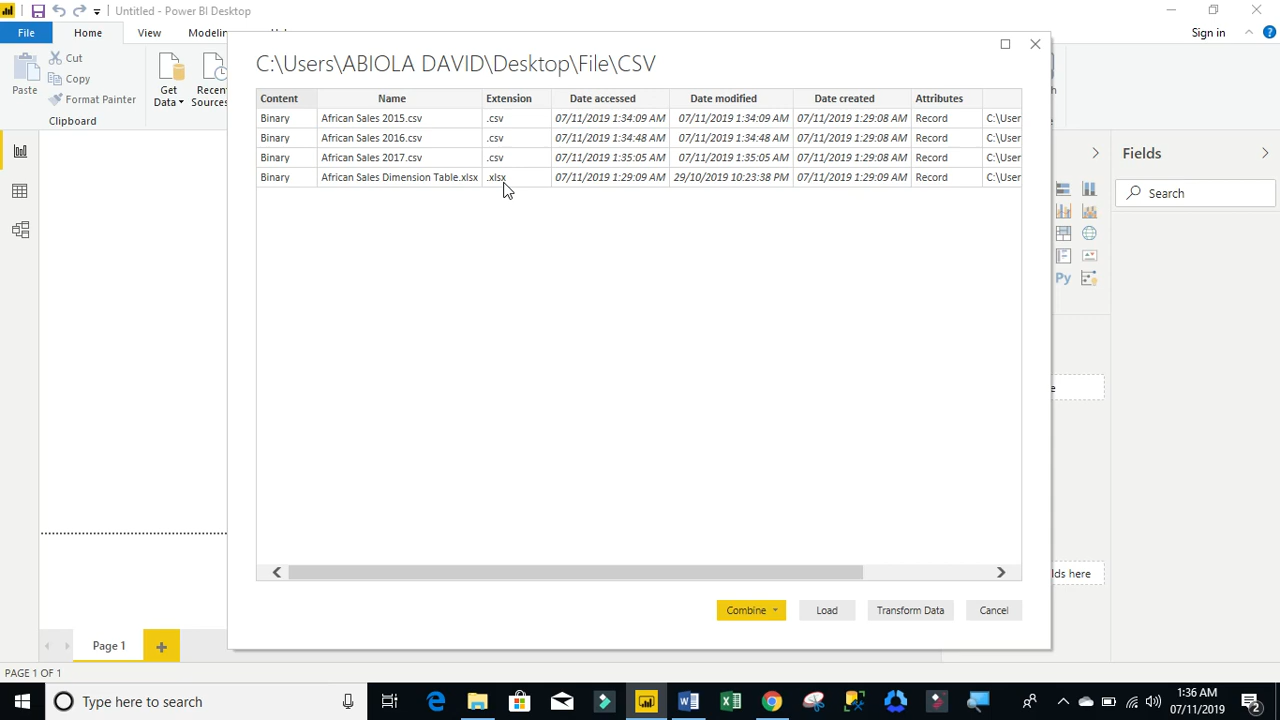 Untitled - Power BI Desktop
File Home View Modelin Sign in
Paste
Cut
Copy
Format Painter
Clipboard
Get Data
Recent Sources
C:\Users\ABIOLA DAVID\Desktop\File\CSV
Content Name Extension Date accessed Date modified Date created Attributes
Binary African Sales 2015.csv .csv 07/11/2019 1:34:09 AM 07/11/2019 1:34:09 AM 07/11/2019 1:29:08 AM Record C:\User
Binary African Sales 2016.csv .csv 07/11/2019 1:34:48 AM 07/11/2019 1:34:48 AM 07/11/2019 1:29:08 AM Record C:\User
Binary African Sales 2017.csv .csv 07/11/2019 1:35:05 AM 07/11/2019 1:35:05 AM 07/11/2019 1:29:08 AM Record C:\User
Binary African Sales Dimension Table.xlsx .xlsx 07/11/2019 1:29:09 AM 29/10/2019 10:23:38 PM 07/11/2019 1:29:09 AM Record C:\User
Fields
Search
Py
lds here
Combine Load Transform Data Cancel
Page 1
PAGE 1 OF 1
Type here to search
1:36 AM
07/11/2019
2